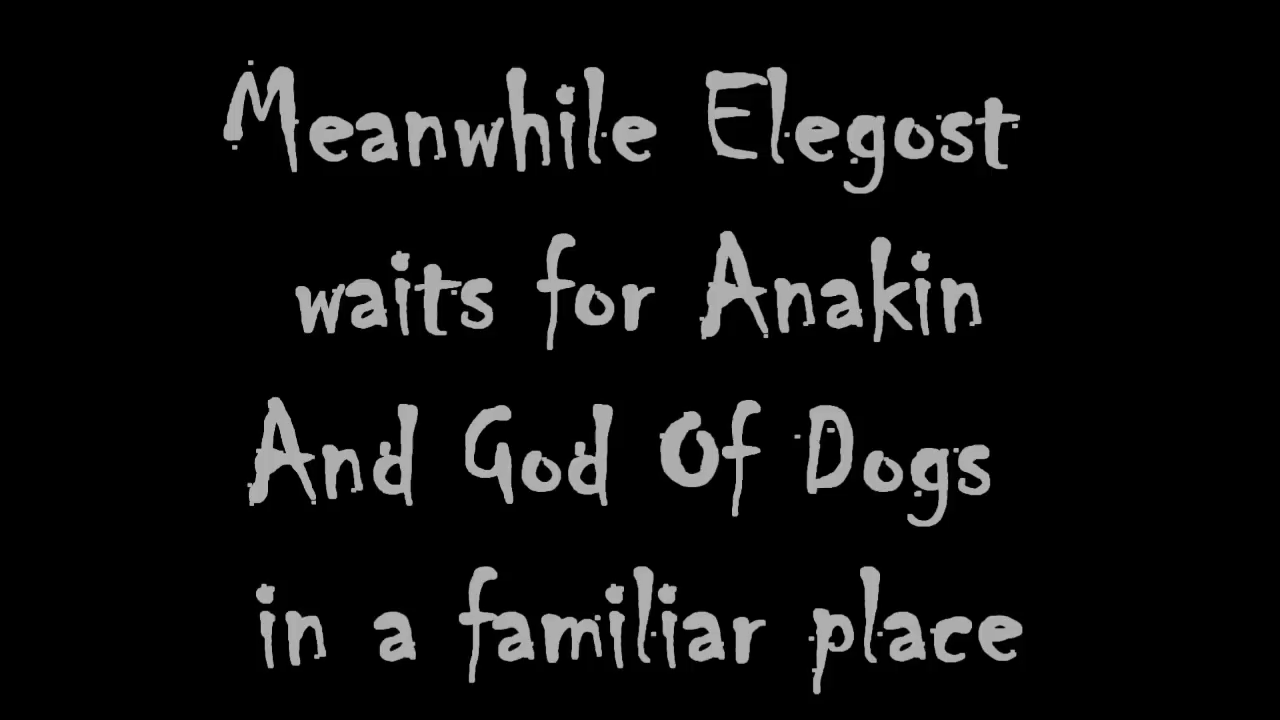 Meanwhile Elegost
waits for Anakin
And God Of Dogs
in a familiar place